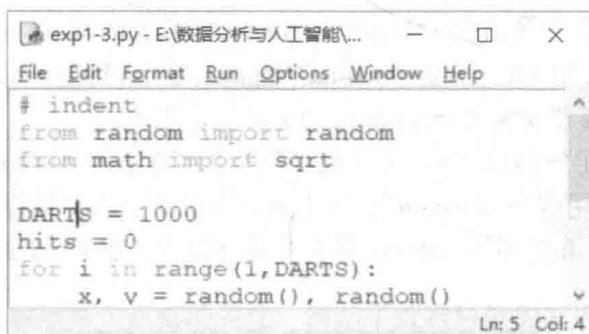 exp1-3.py - E:\数据分析与人工智能\...
File Edit Format Run Options Window Help
# indent
from random import random
from math import sqrt
DARTS = 1000
hits = 0
for i in range(1,DARTS):
x, y = random(), random()
Ln: 5 Col: 4